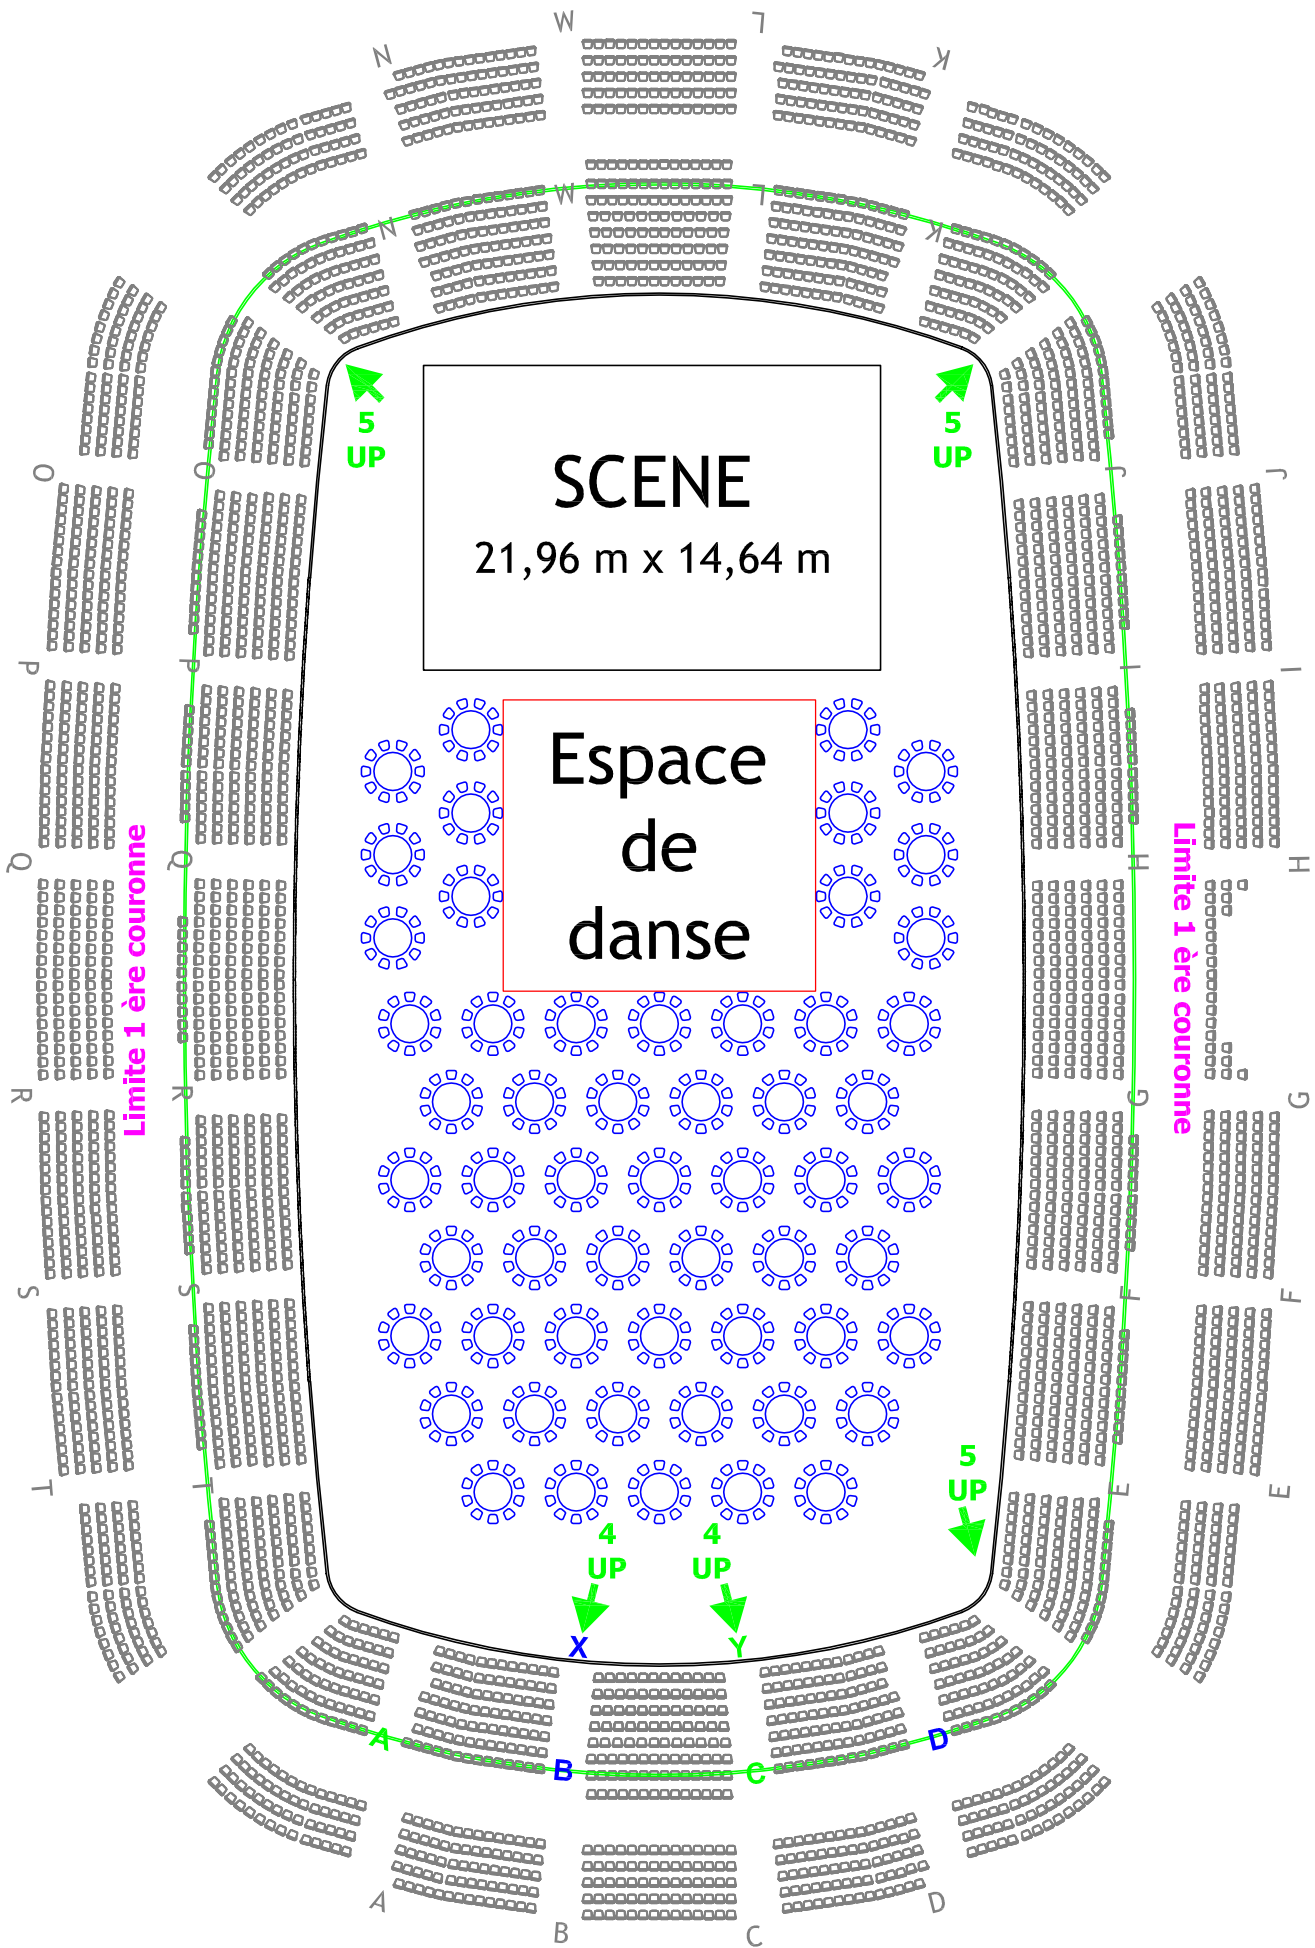 M
L
N
K
M
L
N
K
5
UP
5
UP
SCENE
21,96 m x 14,64 m
O
O
J
J
P
P
I
I
Espace
de
danse
Q
Q
H
H
Limite 1 ère couronne
Limite 1 ère couronne
R
R
G
G
S
S
F
F
T
T
E
E
5
UP
4
UP
4
UP
X
Y
A
B
C
D
A
B
C
D